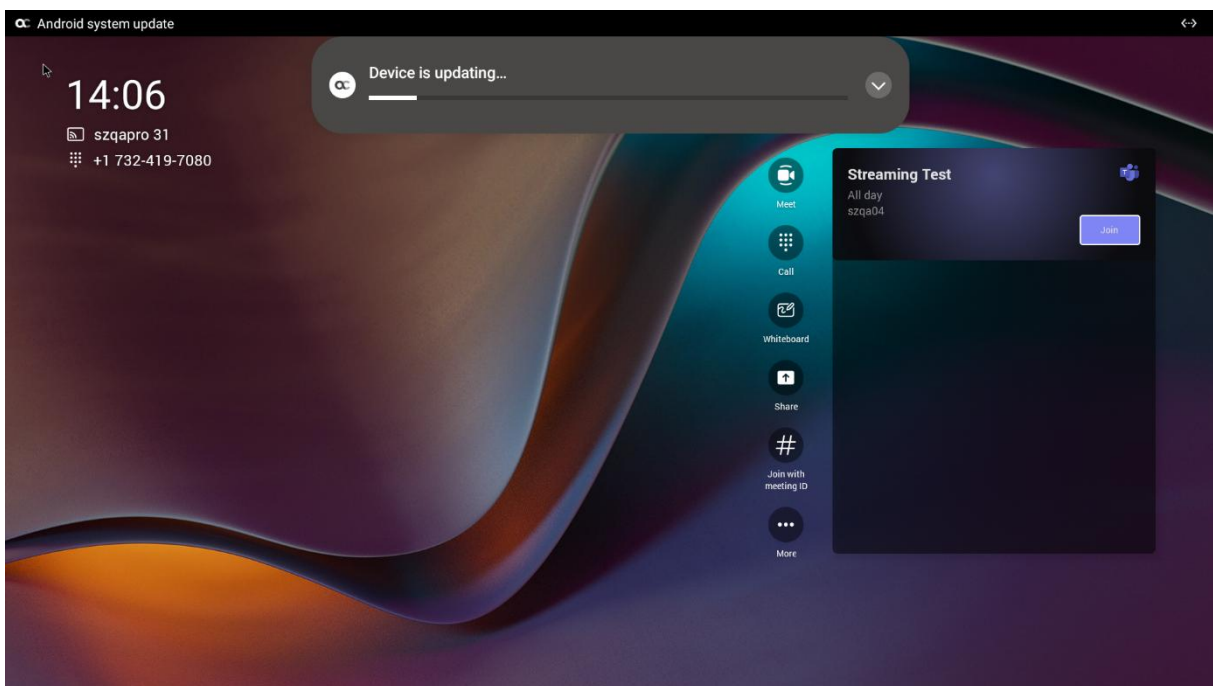 Android system update
Device is updating...
14:06
szqapro 31
+1 732-419-7080
Meet
Call
Whiteboard
Share
Join with
meeting ID
More
Streaming Test
All day
szqa04
Join